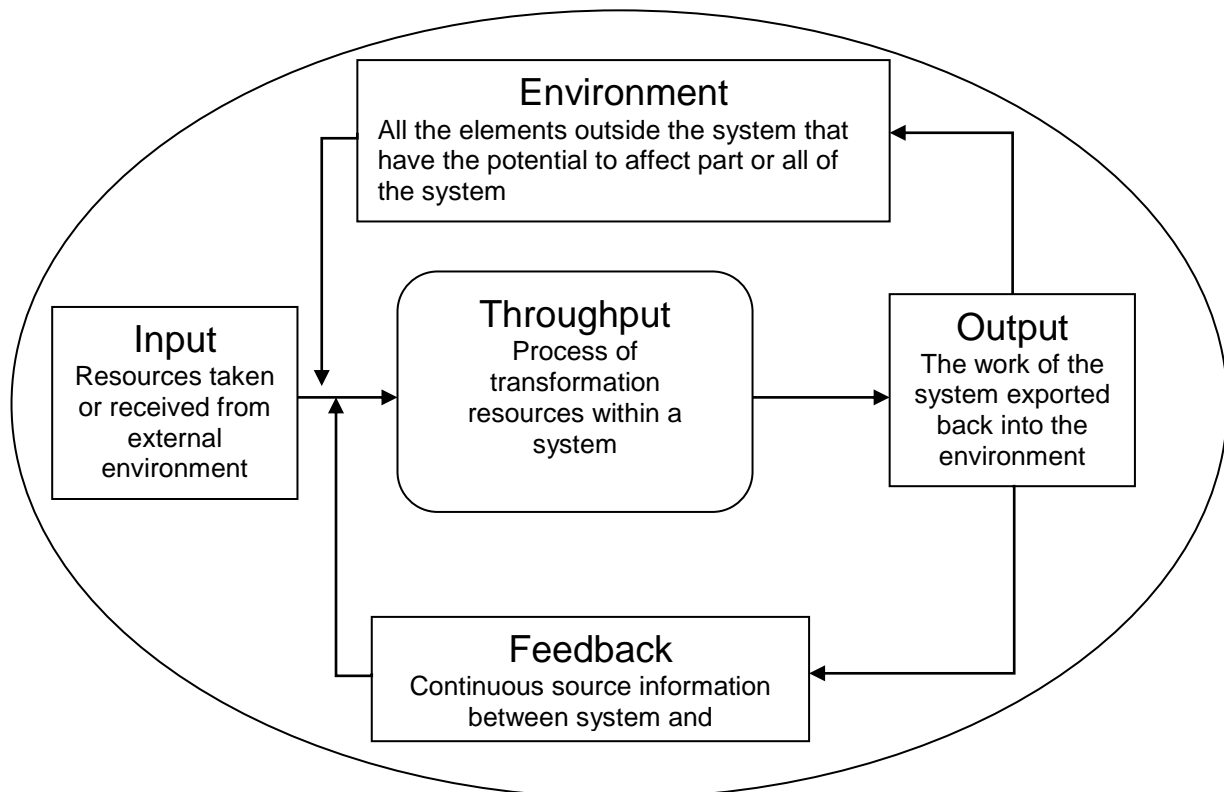 Environment
All the elements outside the system that
have the potential to affect part or all of
the system
Input
Resources taken
or received from
external
environment
Throughput
Process of
transformation
resources within a
system
Output
The work of the
system exported
back into the
environment
Feedback
Continuous source information
between system and